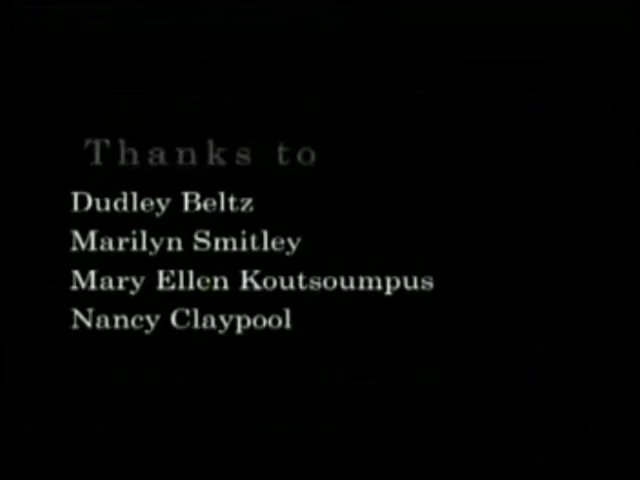 Thanks to
Dudley Beltz
Marilyn Smitley
Mary Ellen Koutsoumpus
Nancy Claypool